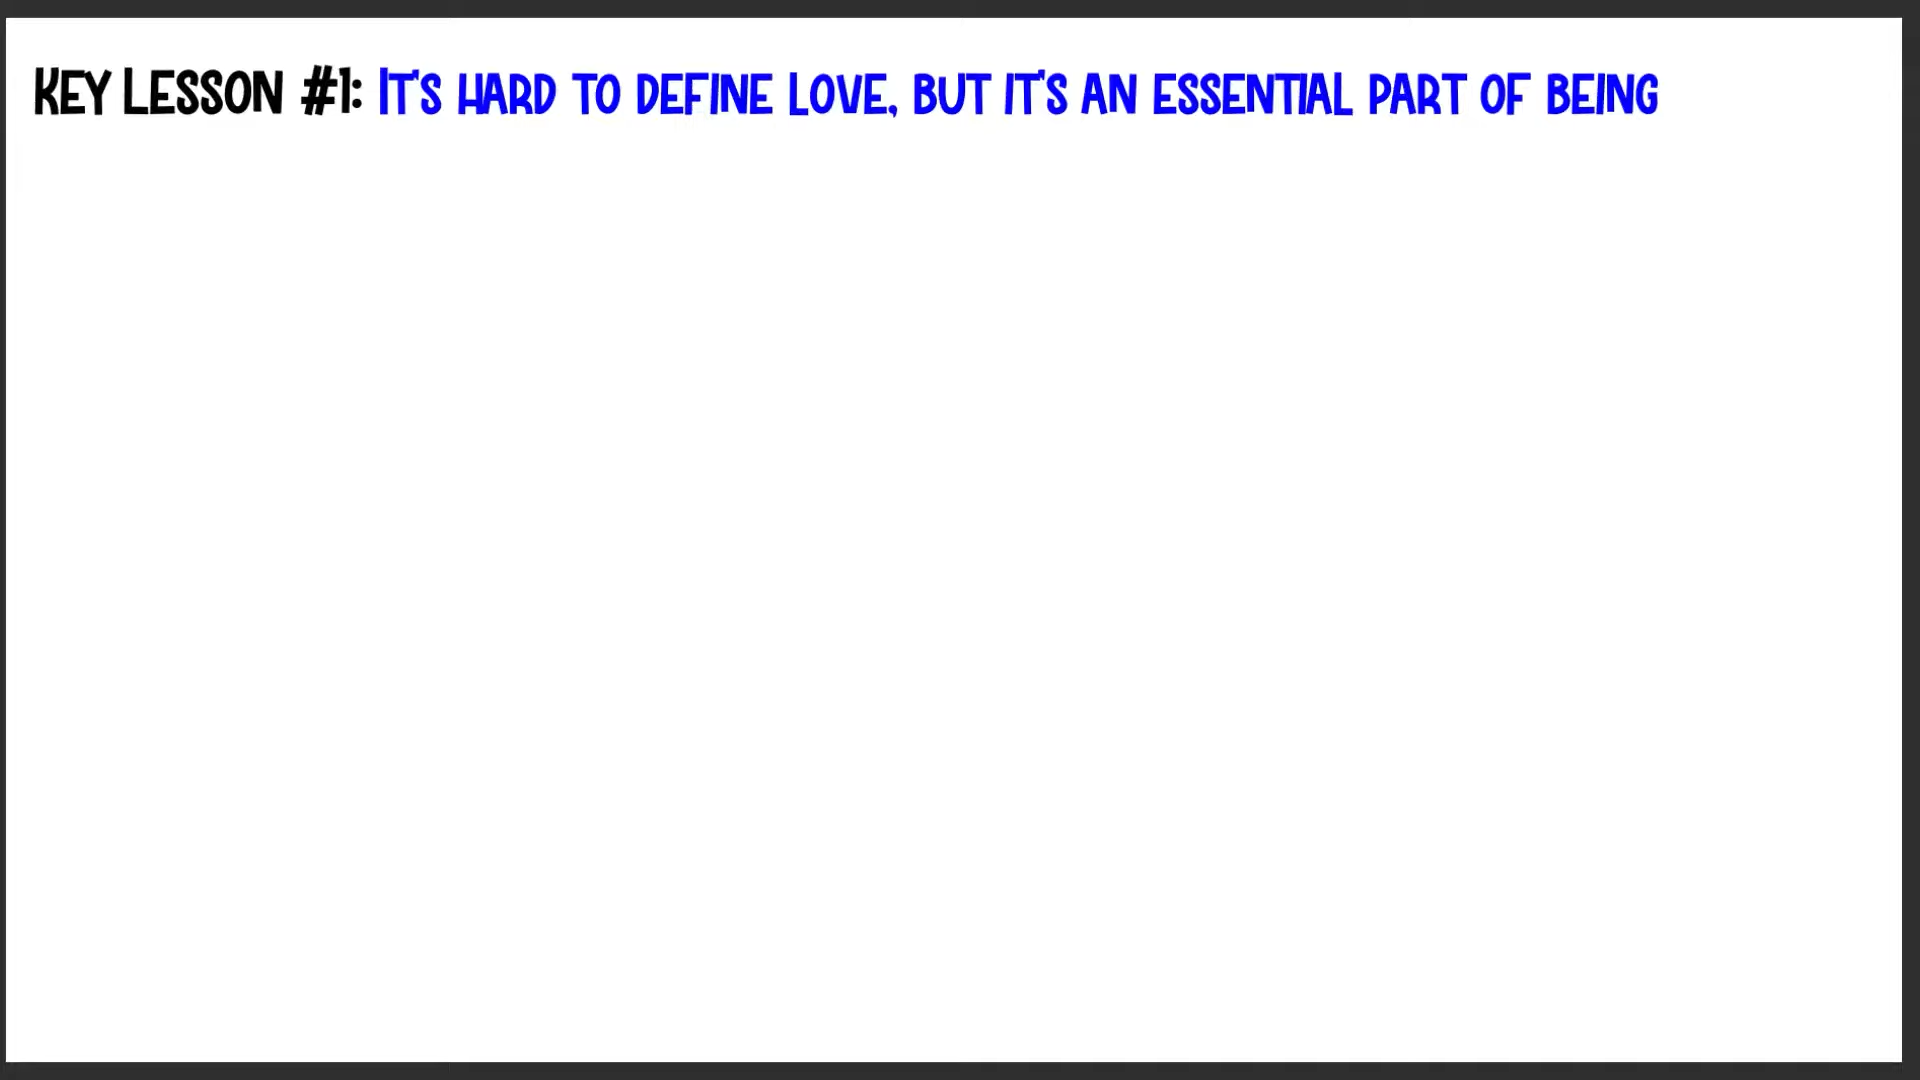 KEY LESSON #1: IT'S HARD TO DEFINE LOVE, BUT IT'S AN ESSENTIAL PART OF BEING